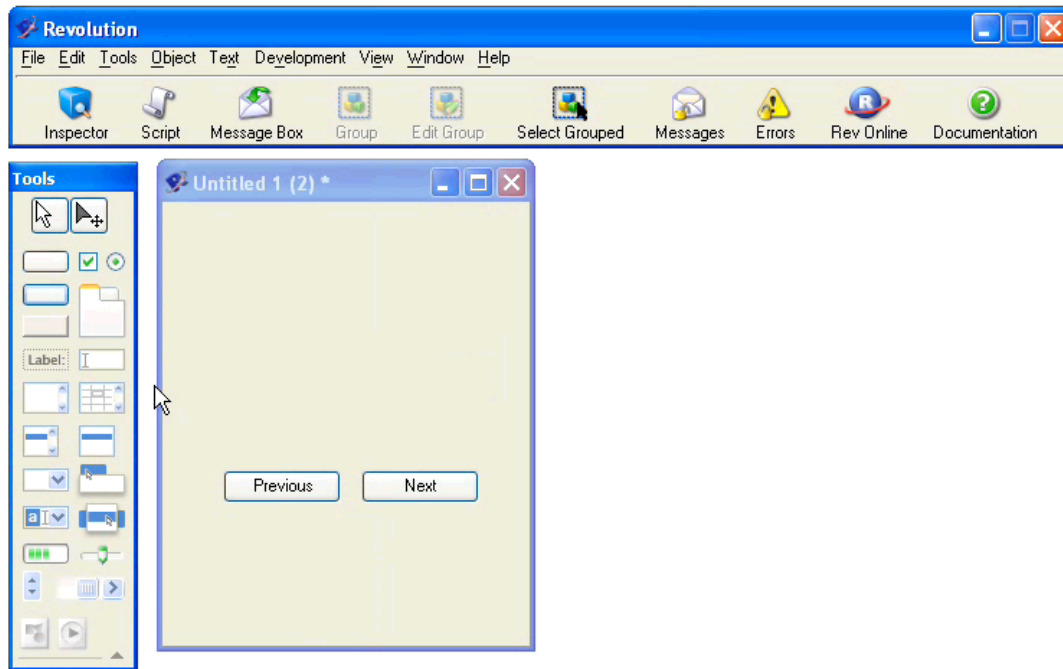 Revolution
File Edit Tools Object Text Development View Window Help
Inspector Script Message Box Group Edit Group Select Grouped Messages Errors Rev Online Documentation
Tools
Untitled 1 (2) *
Label:
a
Previous Next